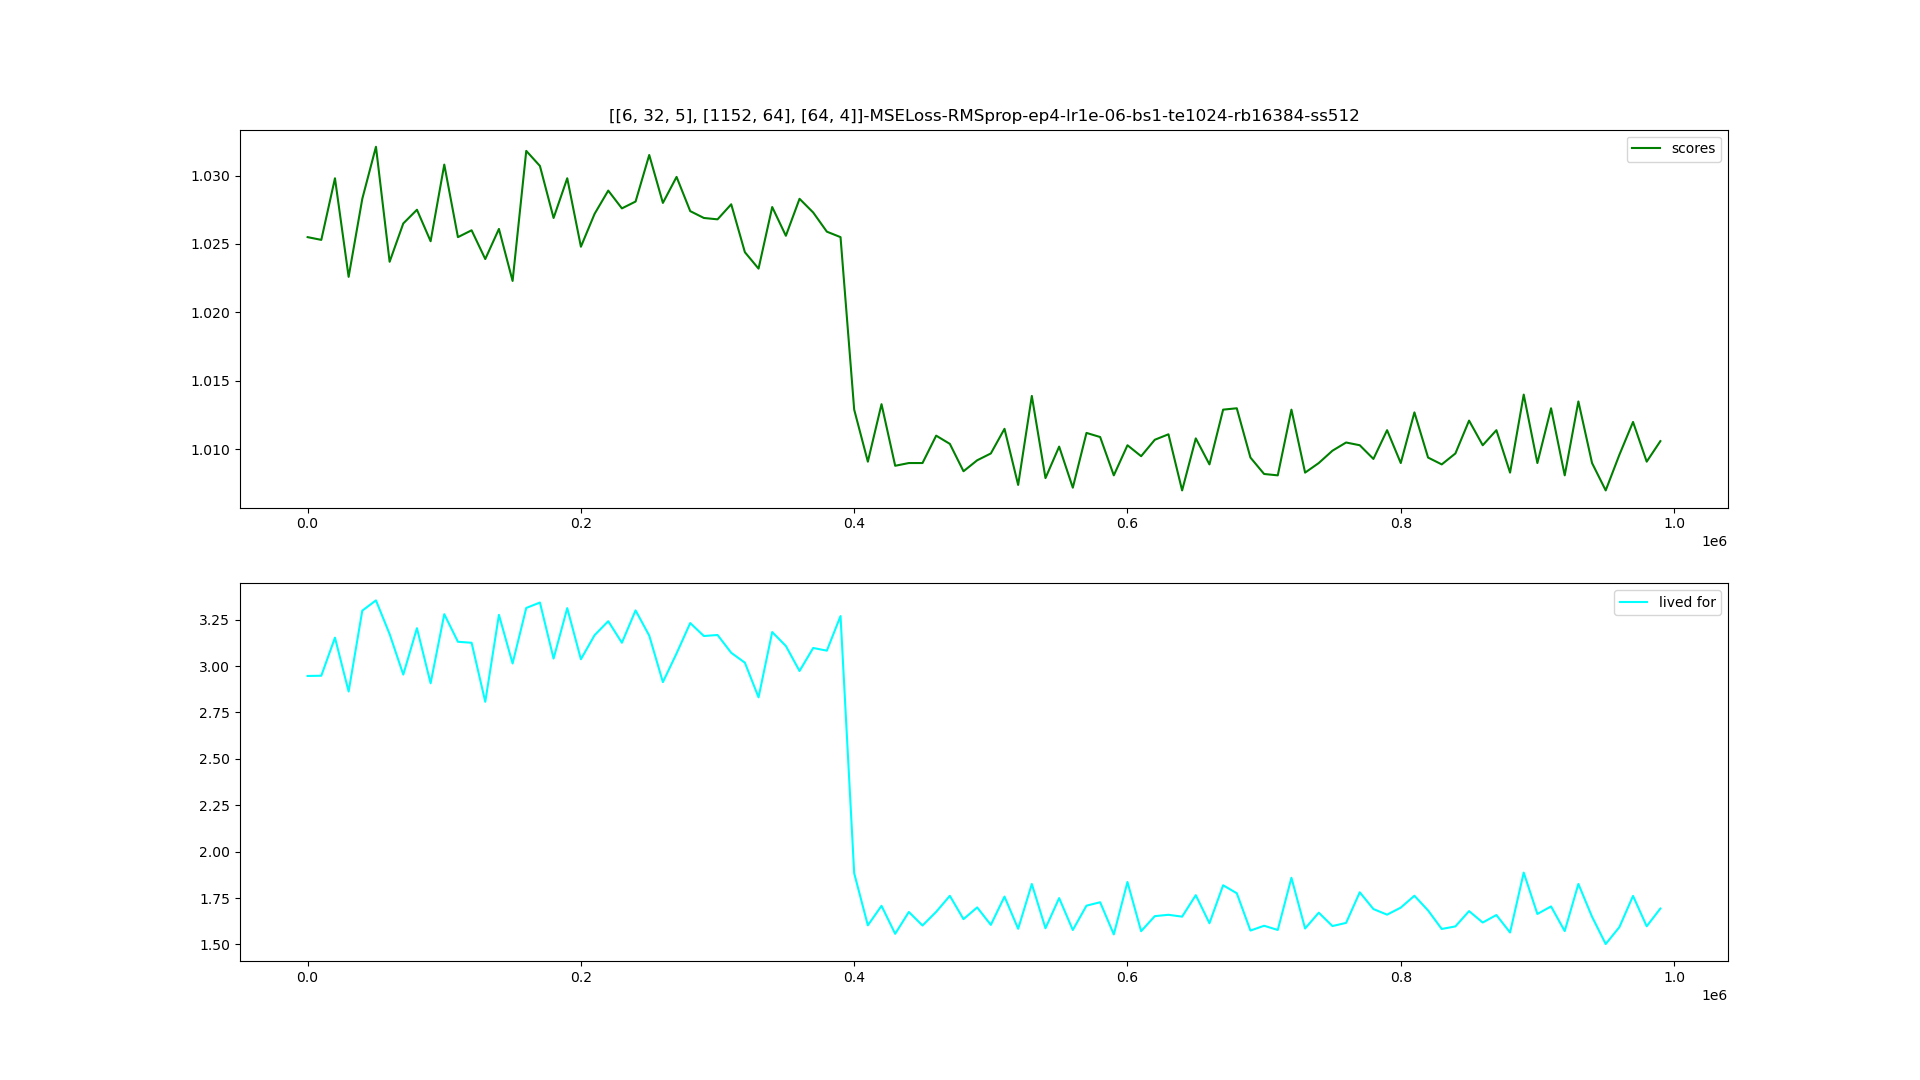 [[6, 32, 5], [1152, 64], [64, 4]]-MSELoss-RMSprop-ep4-lr1e-06-bs1-te1024-rb16384-ss512
scores
1.030
1.025
1.020
1.015
1.010
0.0 0.2 0.4 0.6 0.8 1.0
1e6
lived for
3.25
3.00
2.75
2.50
2.25
2.00
1.75
1.50
0.0 0.2 0.4 0.6 0.8 1.0
1e6